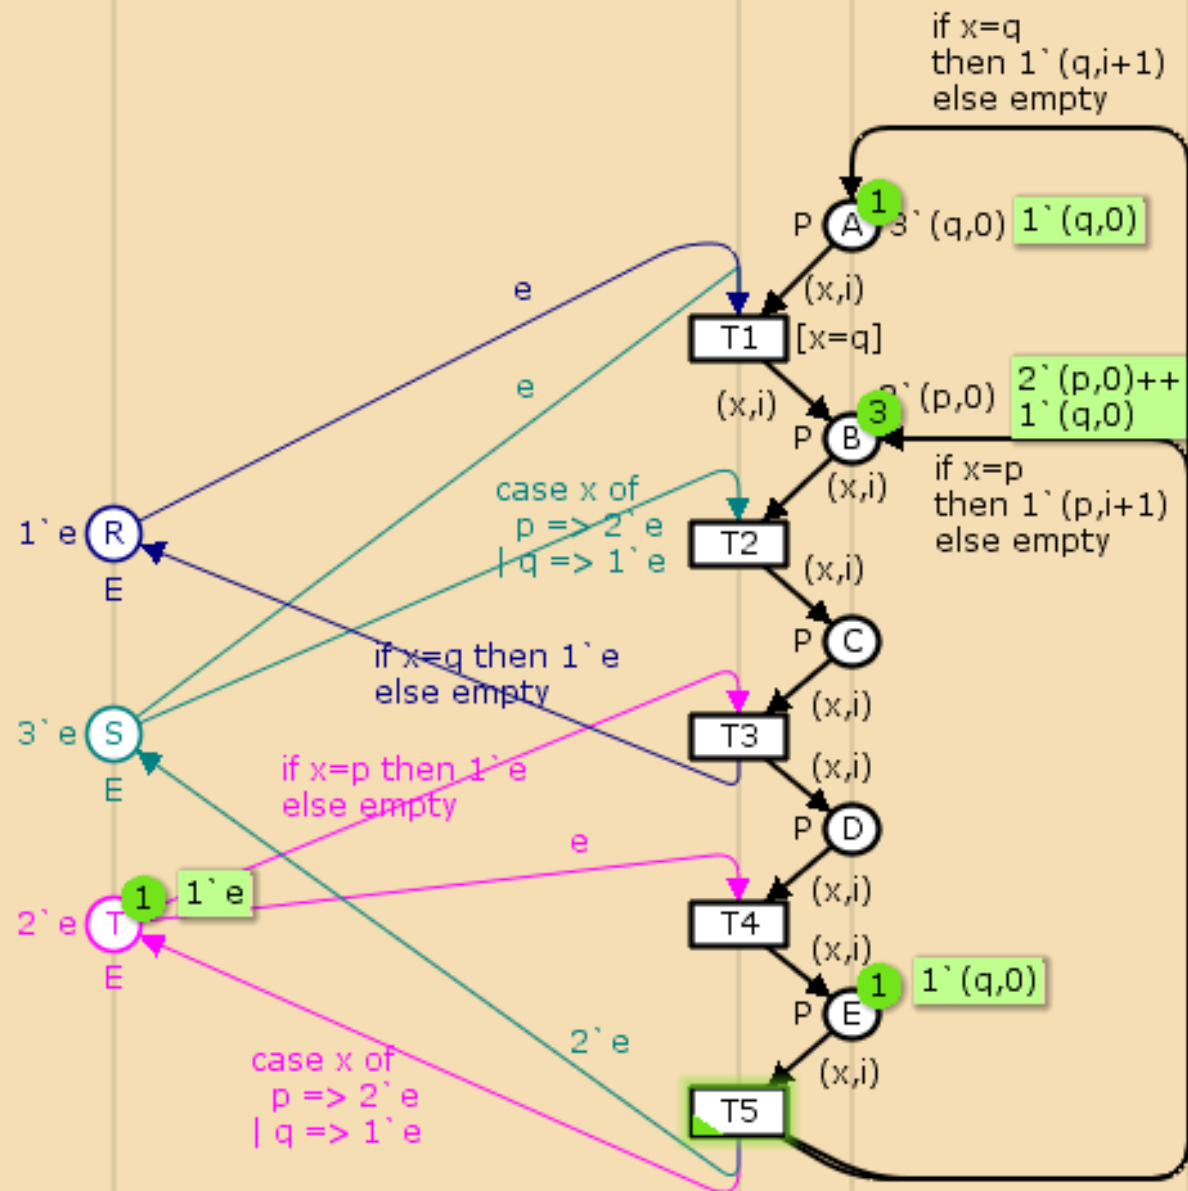 if x=q
then 1`(q,i+1)
else empty
1
P
A
3`(q,0)
1`(q,0)
(x,i)
e
T1
[x=q]
e
(x,i)
`(p,0)
2`(p,0)++
1`(q,0)
3
P
B
if x=p
then 1`(p,i+1)
else empty
(x,i)
case x of
p => 2`e
| q => 1`e
T2
1`e
R
E
(x,i)
P
C
if x=q then 1`e
else empty
(x,i)
3`e
S
E
T3
if x=p then 1`e
else empty
(x,i)
P
D
e
(x,i)
1
1`e
2`e
T
E
T4
(x,i)
1
1`(q,0)
P
E
2`e
(x,i)
case x of
p => 2`e
| q => 1`e
T5